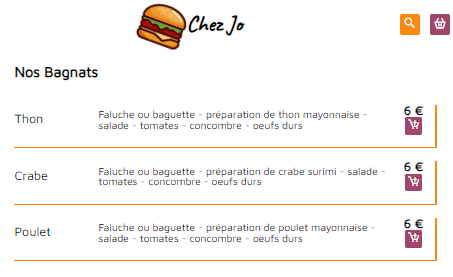 Chez Jo
Nos Bagnats
Thon
Faluche ou baguette - préparation de thon mayonnaise -
salade - tomates - concombre - oeufs durs
6 €
Crabe
Faluche ou baguette - préparation de crabe surimi - salade -
tomates - concombre - oeufs durs
6 €
Poulet
Faluche ou baguette - préparation de poulet mayonnaise -
salade - tomates - concombre - oeufs durs
6 €